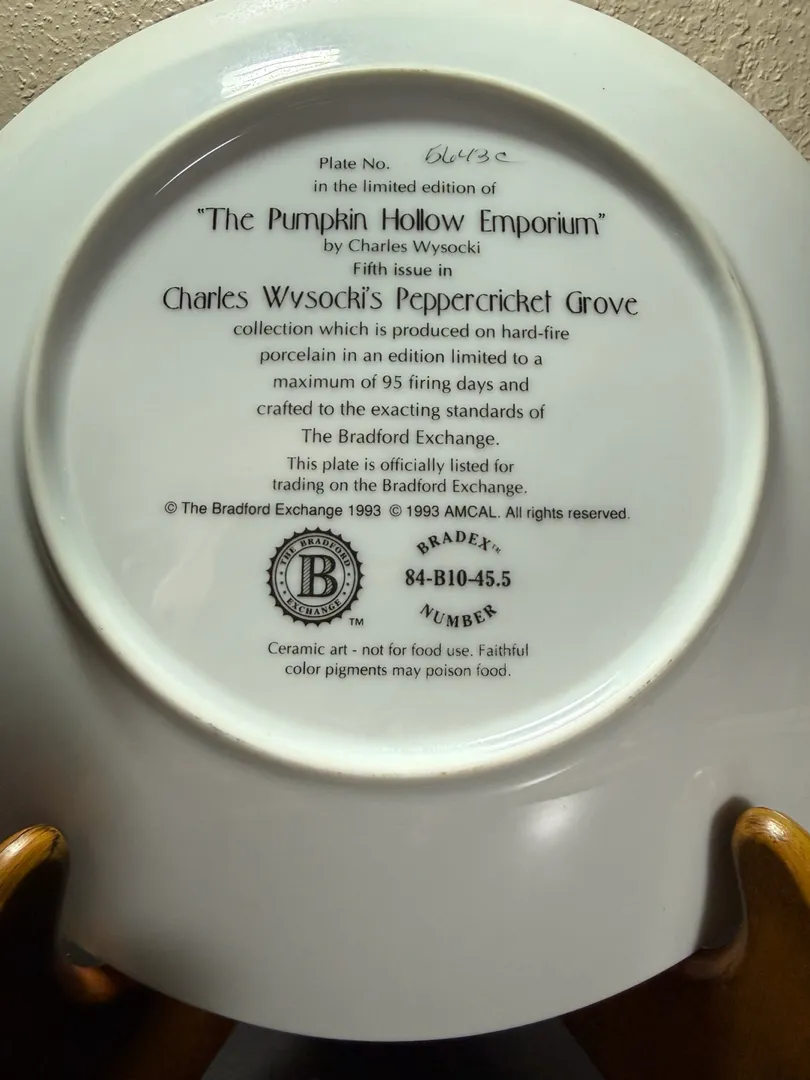 Plate No. 5643C
in the limited edition of
"The Pumpkin Hollow Emporium"
by Charles Wysocki
Fifth issue in
Charles Wysocki's Peppercricket Grove
collection which is produced on hard-fire
porcelain in an edition limited to a
maximum of 95 firing days and
crafted to the exacting standards of
The Bradford Exchange.
This plate is officially listed for
trading on the Bradford Exchange.
© The Bradford Exchange 1993 © 1993 AMCAL. All rights reserved.
THE BRADFORD
B
EXCHANGE
TM
BRADEX™
84-B10-45.5
NUMBER
Ceramic art - not for food use. Faithful
color pigments may poison food.